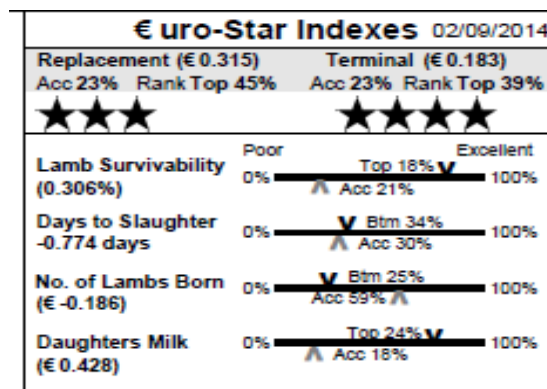 € uro-Star Indexes 02/09/2014
Replacement (€ 0.315) Terminal (€ 0.183)
Acc 23% Rank Top 45% Acc 23% Rank Top 39%
Poor Excellent
Lamb Survivability
(0.306%)
Top 18%
0% 100%
Acc 21%
Days to Slaughter
-0.774 days
Btm 34%
0% 100%
Acc 30%
No. of Lambs Born
(€ -0.186)
Btm 25%
0% 100%
Acc 59%
Daughters Milk
(€ 0.428)
Top 24%
0% 100%
Acc 18%